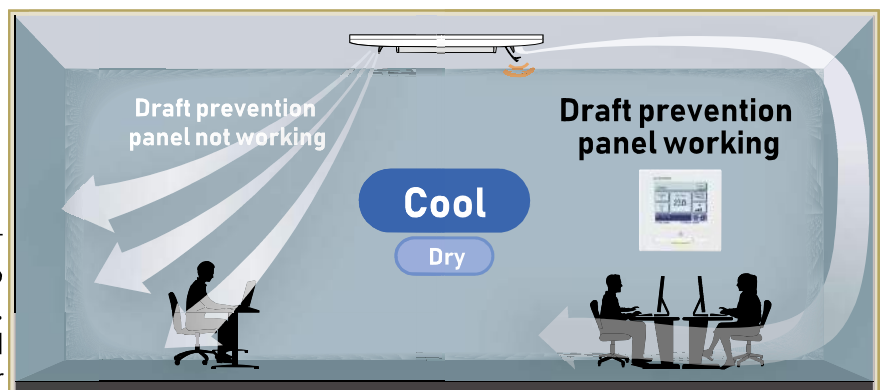 Draft prevention
panel not working
Draft prevention
panel working
Cool
Dry